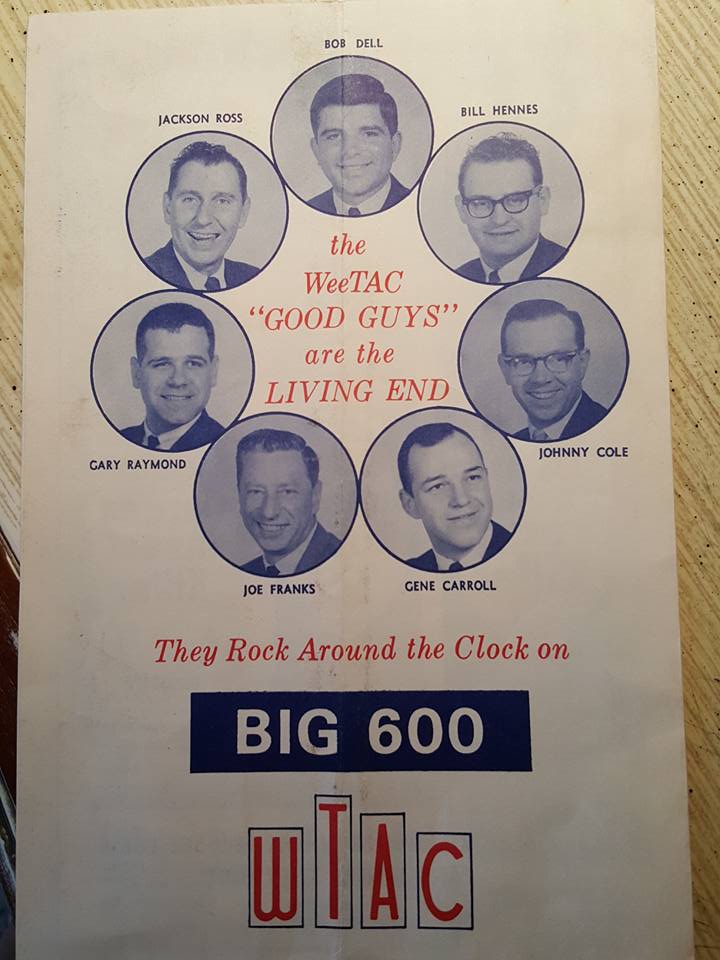 BOB DELL
JACKSON ROSS
BILL HENNES
the
WeeTAC
"GOOD GUYS"
are the
LIVING END
GARY RAYMOND
JOHNNY COLE
JOE FRANKS
GENE CARROLL
They Rock Around the Clock on
BIG 600
WTAC